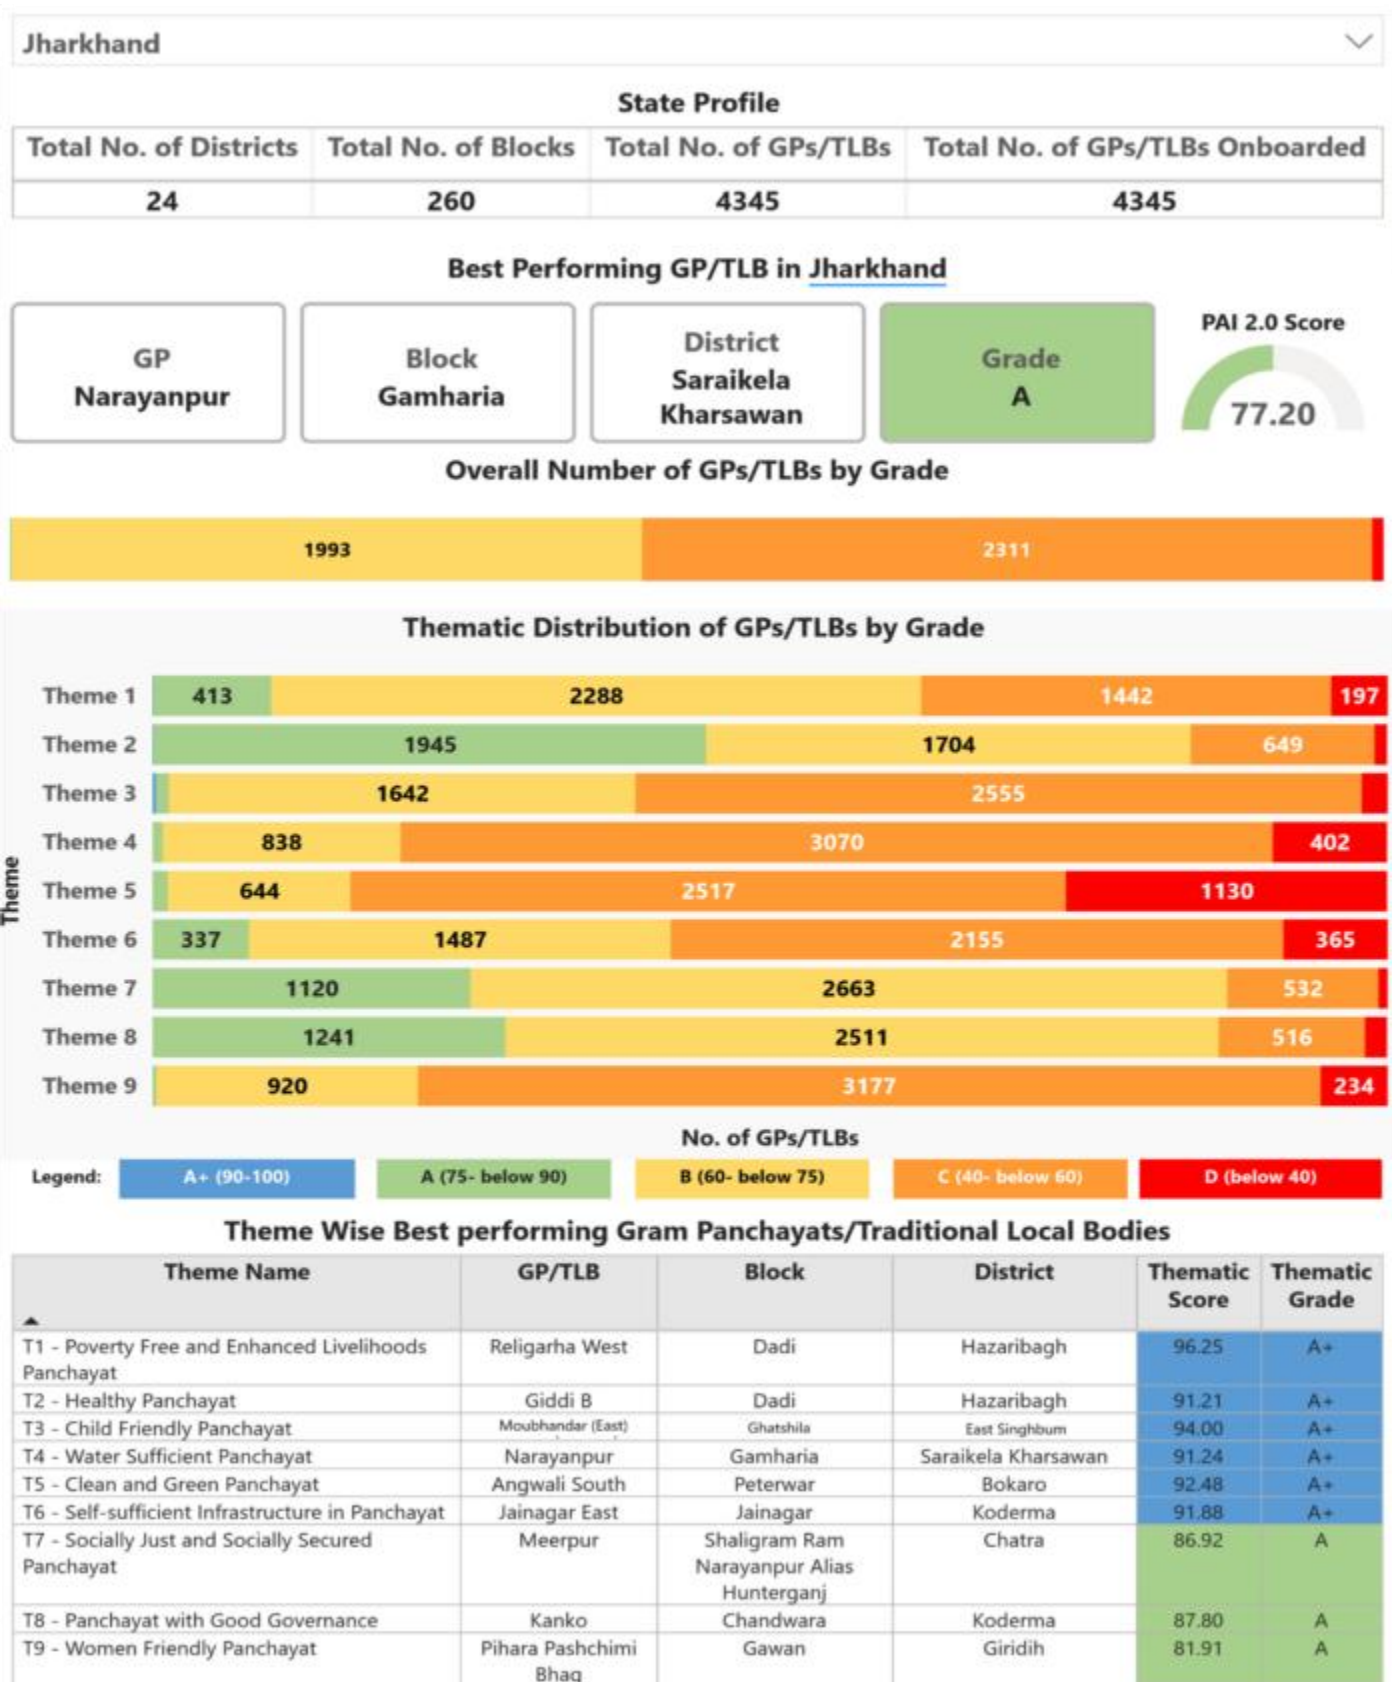 Jharkhand
State Profile
Total No. of Districts Total No. of Blocks Total No. of GPs/TLBs Total No. of GPs/TLBs Onboarded
24 260 4345 4345
Best Performing GP/TLB in Jharkhand
GP
Narayanpur
Block
Gamharia
District
Saraikela
Kharsawan
Grade
A
PAI 2.0 Score
77.20
Overall Number of GPs/TLBs by Grade
1993 2311
Thematic Distribution of GPs/TLBs by Grade
Theme
Theme 1 413 2288 1442 197
Theme 2 1945 1704 649
Theme 3 1642 2555
Theme 4 838 3070 402
Theme 5 644 2517 1130
Theme 6 337 1487 2155 365
Theme 7 1120 2663 532
Theme 8 1241 2511 516
Theme 9 920 3177 234
No. of GPs/TLBs
Legend: A+ (90-100) A (75- below 90) B (60- below 75) C (40- below 60) D (below 40)
Theme Wise Best performing Gram Panchayats/Traditional Local Bodies
Theme Name GP/TLB Block District Thematic Thematic
Score Grade
T1 - Poverty Free and Enhanced Livelihoods Religarha West Dadi Hazaribagh 96.25 A+
Panchayat
T2 - Healthy Panchayat Giddi B Dadi Hazaribagh 91.21 A+
T3 - Child Friendly Panchayat Moubhandar (East) Ghatshila East Singhbum 94.00 A+
T4 - Water Sufficient Panchayat Narayanpur Gamharia Saraikela Kharsawan 91.24 A+
T5 - Clean and Green Panchayat Angwali South Peterwar Bokaro 92.48 A+
T6 - Self-sufficient Infrastructure in Panchayat Jainagar East Jainagar Koderma 91.88 A+
T7 - Socially Just and Socially Secured Meerpur Shaligram Ram Chatra 86.92 A
Panchayat Narayanpur Alias
Hunterganj
T8 - Panchayat with Good Governance Kanko Chandwara Koderma 87.80 A
T9 - Women Friendly Panchayat Pihara Pashchimi Gawan Giridih 81.91 A
Bhag